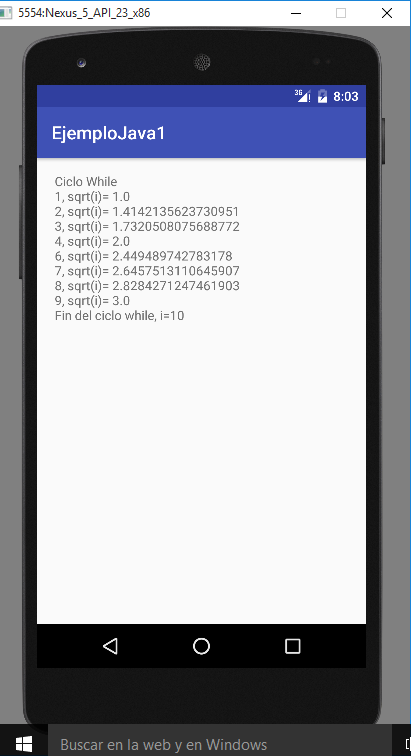 5554:Nexus_5_API_23_x86
3G 8:03
EjemploJava1
Ciclo While
1, sqrt(i)= 1.0
2, sqrt(i)= 1.4142135623730951
3, sqrt(i)= 1.7320508075688772
4, sqrt(i)= 2.0
6, sqrt(i)= 2.449489742783178
7, sqrt(i)= 2.6457513110645907
8, sqrt(i)= 2.8284271247461903
9, sqrt(i)= 3.0
Fin del ciclo while, i=10
Buscar en la web y en Windows